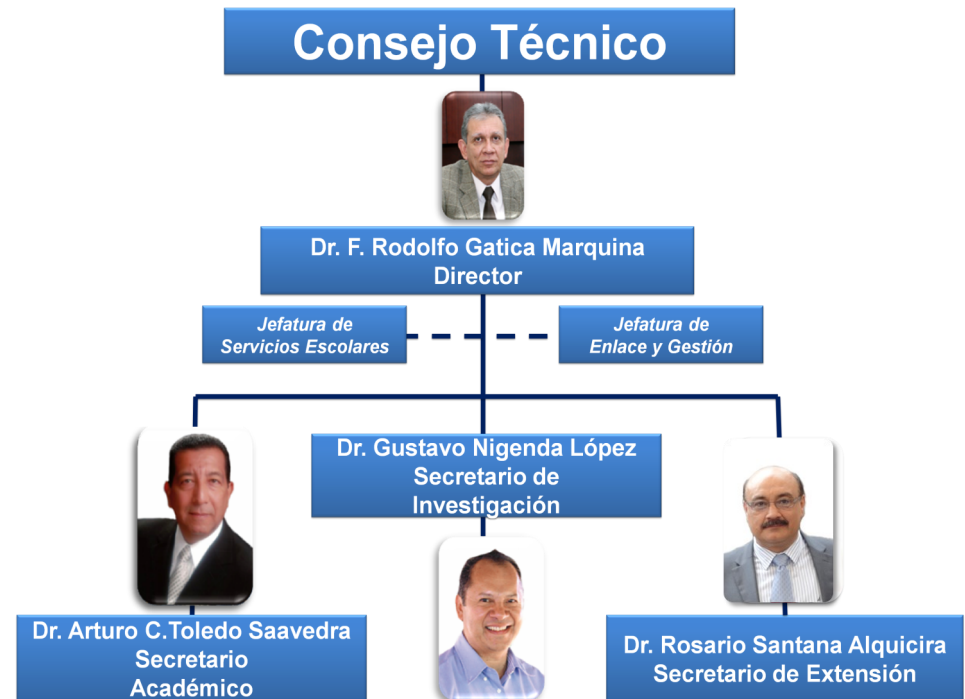 Consejo Técnico
Dr. F. Rodolfo Gatica Marquina
Director
Jefatura de
Servicios Escolares
Jefatura de
Enlace y Gestión
Dr. Gustavo Nigenda López
Secretario de
Investigación
Dr. Arturo C.Toledo Saavedra
Secretario
Académico
Dr. Rosario Santana Alquicira
Secretario de Extensión